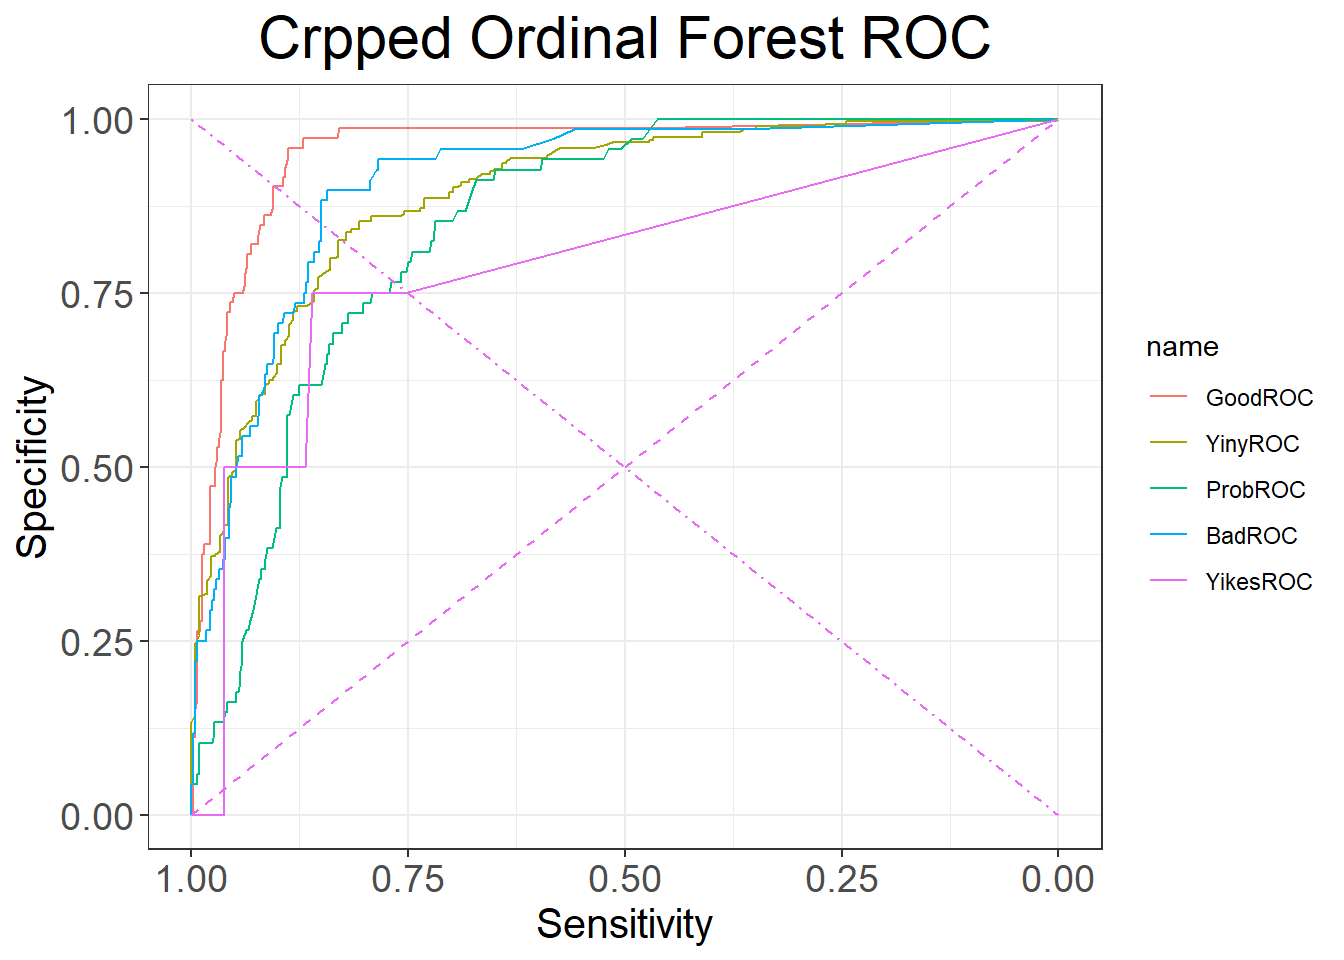 Crpped Ordinal Forest ROC
1.00
0.75
0.50
0.25
0.00
Specificity
1.00 0.75 0.50 0.25 0.00
Sensitivity
name
GoodROC
YinyROC
ProbROC
BadROC
YikesROC